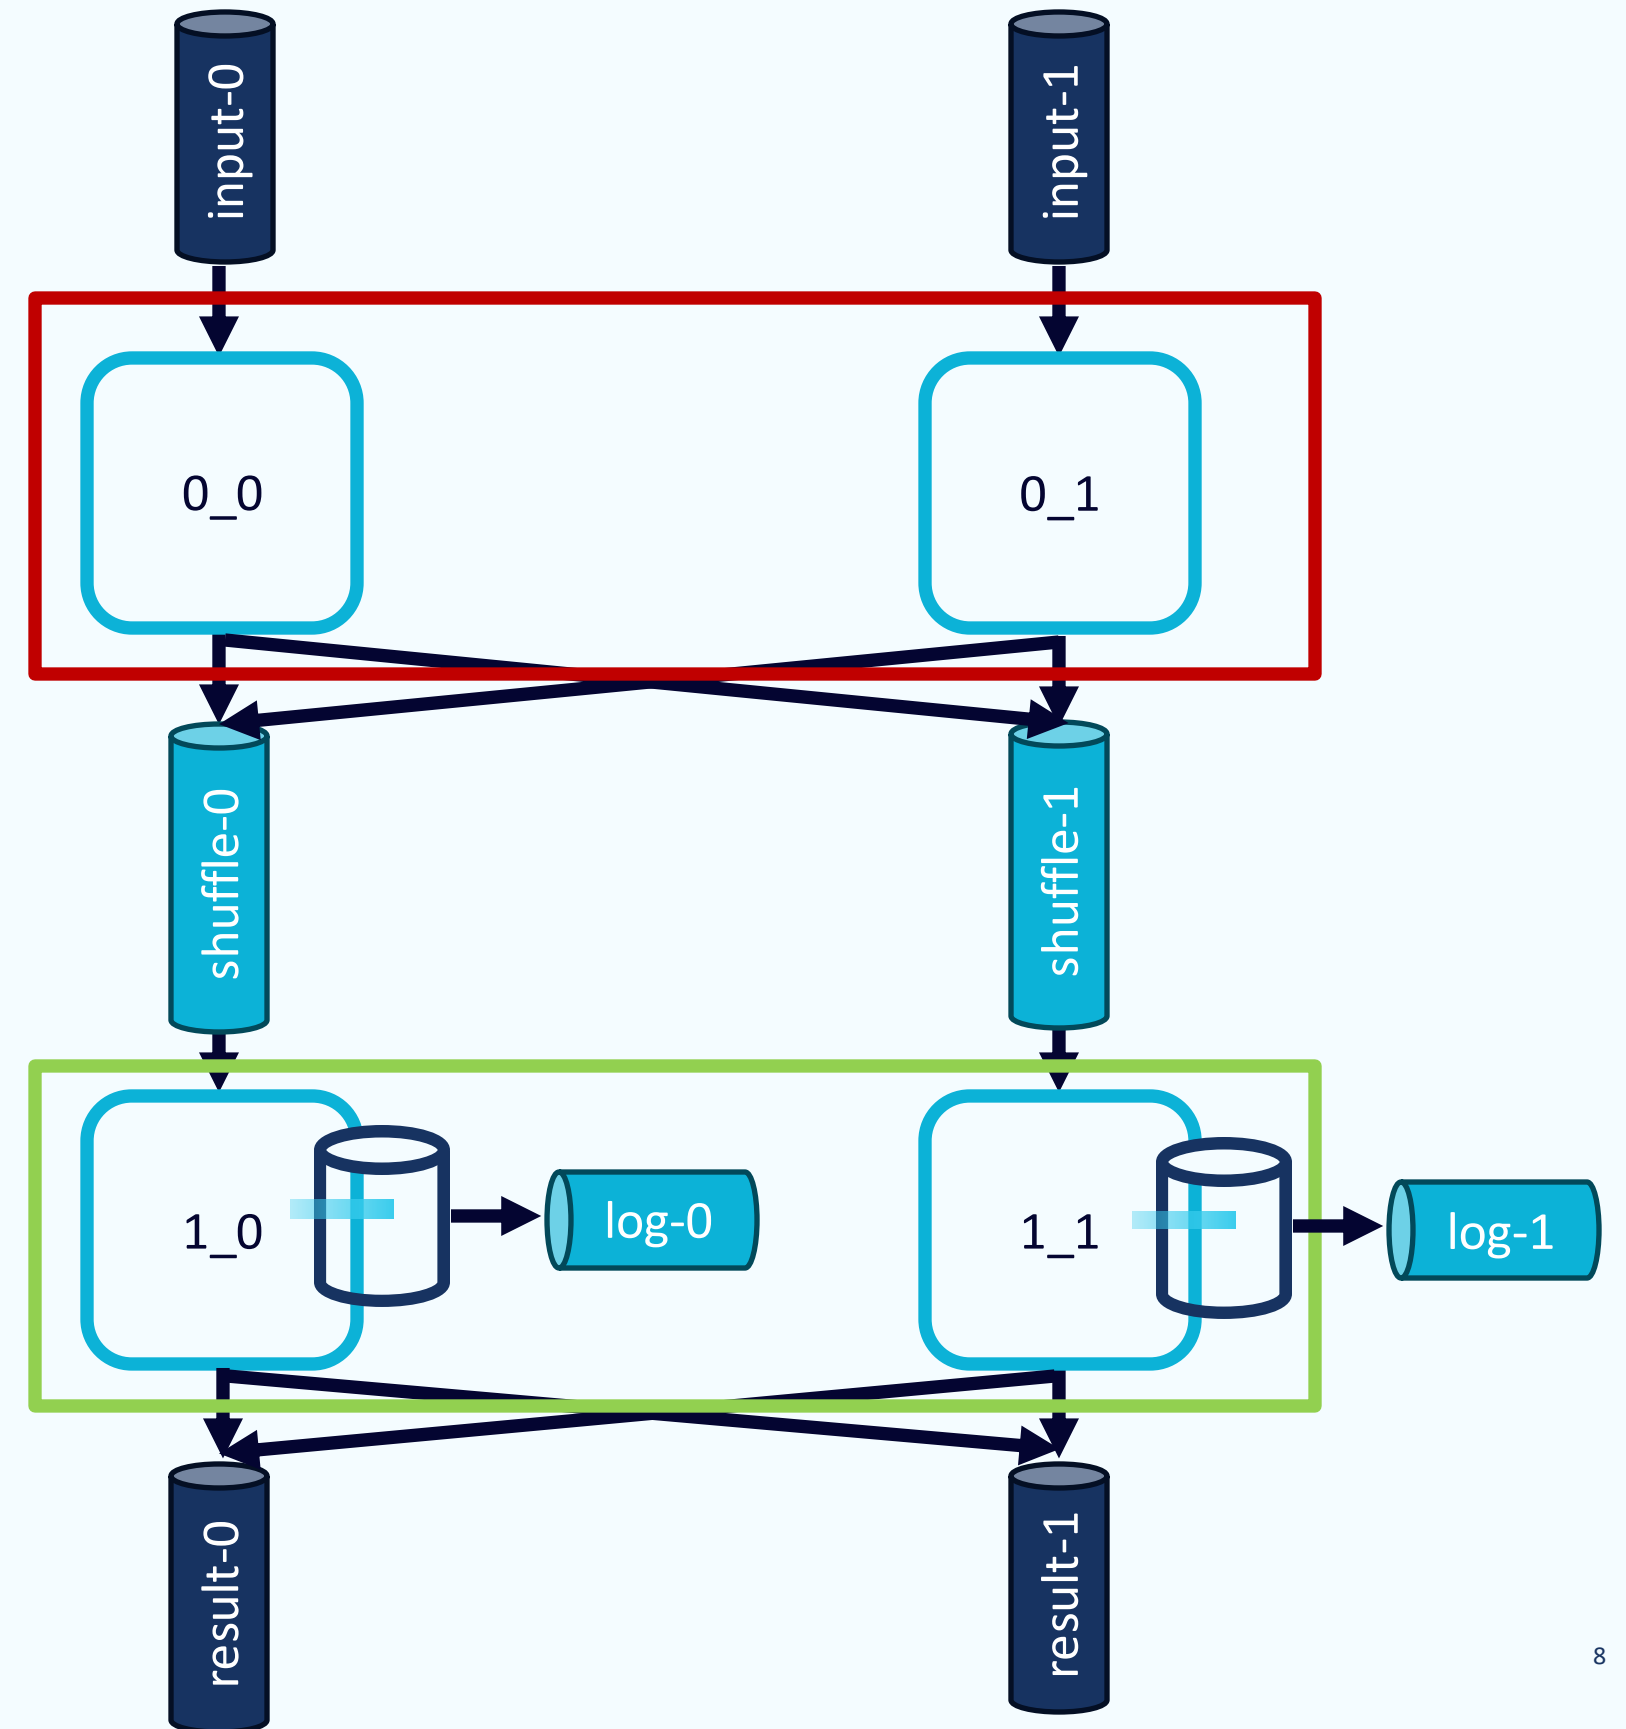 input-0
input-1
0_0
0_1
shuffle-0
shuffle-1
1_0
log-0
1_1
log-1
result-0
result-1
8